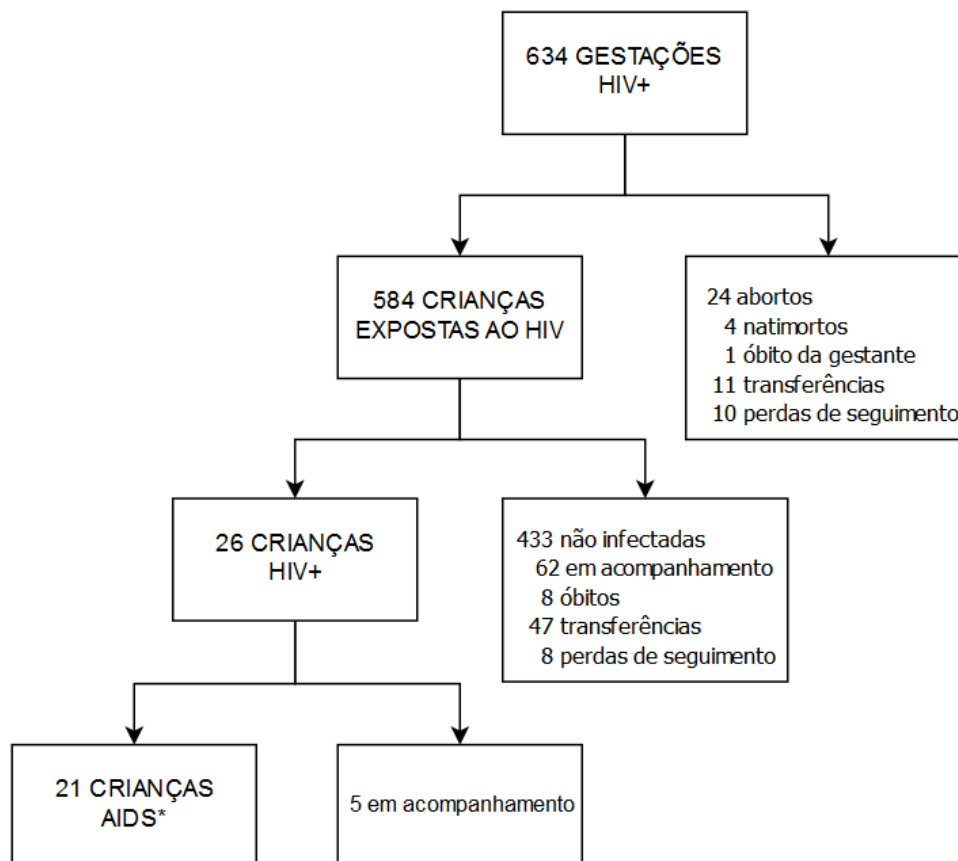 634 GESTAÇÕES
HIV+
584 CRIANÇAS
EXPOSTAS AO HIV
24 abortos
4 natimortos
1 óbito da gestante
11 transferências
10 perdas de seguimento
26 CRIANÇAS
HIV+
433 não infectadas
62 em acompanhamento
8 óbitos
47 transferências
8 perdas de seguimento
21 CRIANÇAS
AIDS*
5 em acompanhamento